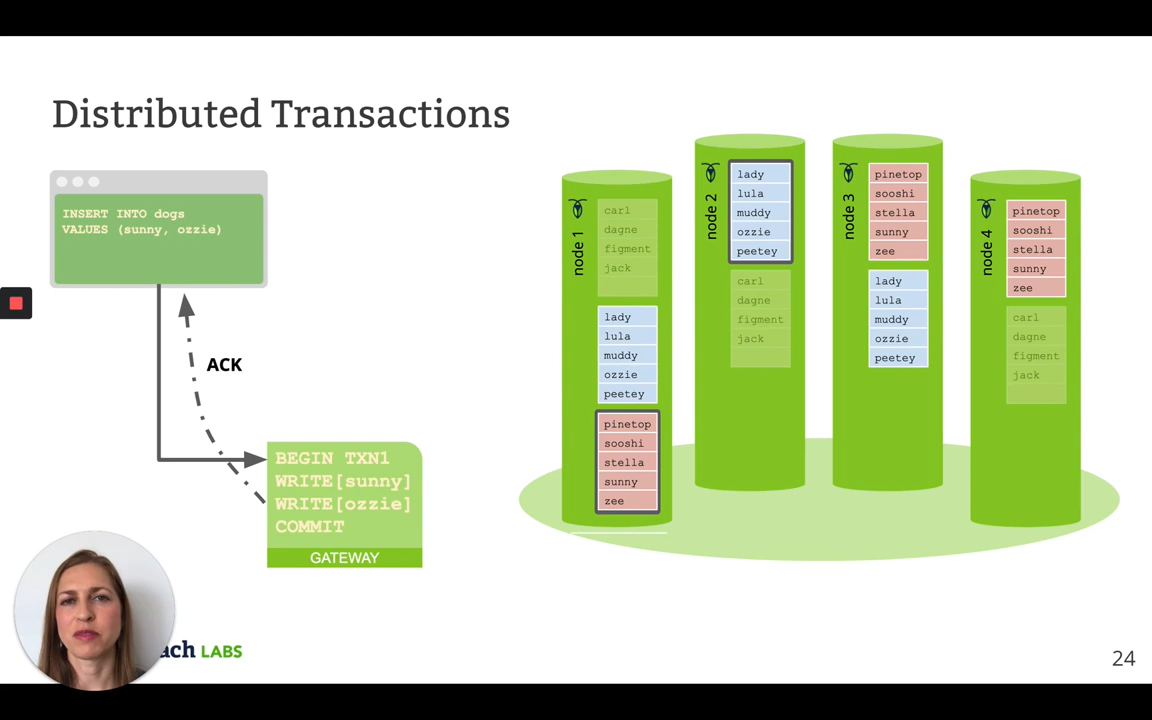 Distributed Transactions
INSERT INTO dogs
VALUES (sunny, ozzie)
ACK
BEGIN TXN1
WRITE[sunny]
WRITE[ozzie]
COMMIT
GATEWAY
node 1
carl
dagne
figment
jack
lady
lula
muddy
ozzie
peetey
pinetop
sooshi
stella
sunny
zee
node 2
lady
lula
muddy
ozzie
peetey
carl
dagne
figment
jack
node 3
pinetop
sooshi
stella
sunny
zee
lady
lula
muddy
ozzie
peetey
node 4
pinetop
sooshi
stella
sunny
zee
carl
dagne
figment
jack
ach LABS
24